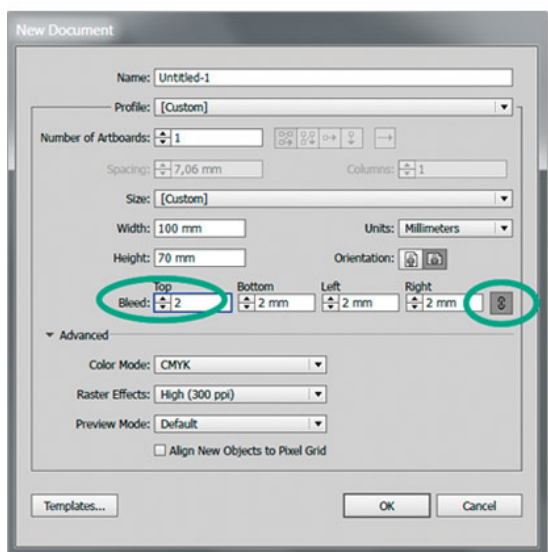 New Document
Name: Untitled-1
Profile: [Custom]
Number of Artboards: 1
Spacing: 7,06 mm Columns: 1
Size: [Custom]
Width: 100 mm Units: Millimeters
Height: 70 mm Orientation:
Top Bottom Left Right
Bleed: 2 2 mm 2 mm 2 mm
Advanced
Color Mode: CMYK
Raster Effects: High (300 ppi)
Preview Mode: Default
Align New Objects to Pixel Grid
Templates... OK Cancel